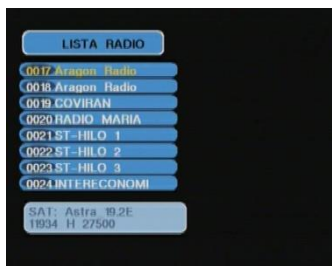 LISTA RADIO
0017 Aragon Radio
0018 Aragon Radio
0019 COVIRAN
0020 RADIO MARIA
0021 ST-HILO 1
0022 ST-HILO 2
0023 ST-HILO 3
0024 INTERECONOMI
SAT: Astra 19.2E
11934 H 27500